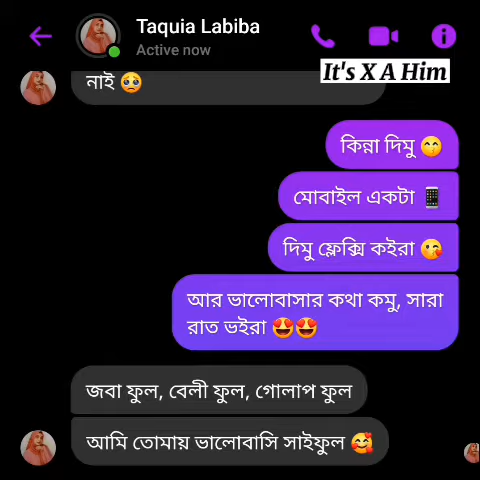 Taquia Labiba
Active now
It's X A Him
নাই 🥺
কিন্না দিমু 😙
মোবাইল একটা 📱
দিমু ফ্লেক্সি কইরা 😘
আর ভালোবাসার কথা কমু, সারা
রাত ভইরা 😍😍
জবা ফুল, বেলী ফুল, গোলাপ ফুল
আমি তোমায় ভালোবাসি সাইফুল 🥰